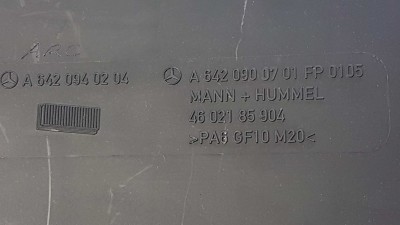 A 642 094 02 04
A 642 090 07 01 FP 0105
MANN + HUMMEL
46 021 85 904
>PA6 GF10 M20<